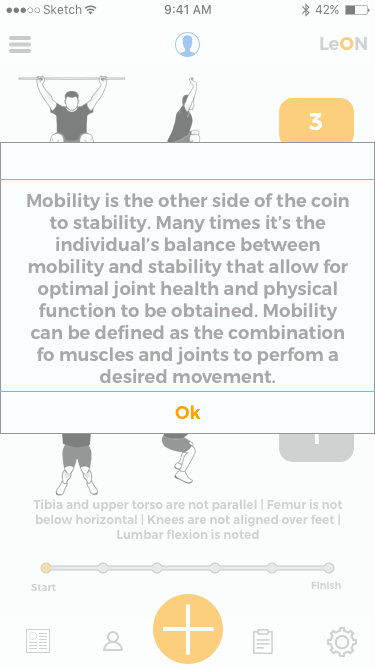 Sketch 9:41 AM 42%
LeON
3
Mobility is the other side of the coin
to stability. Many times it's the
individual's balance between
mobility and stability that allow for
optimal joint health and physical
function to be obtained. Mobility
can be defined as the combination
fo muscles and joints to perfom a
desired movement.
Ok
Tibia and upper torso are not parallel | Femur is not
below horizontal | Knees are not aligned over feet |
Lumbar flexion is noted
Start Finish